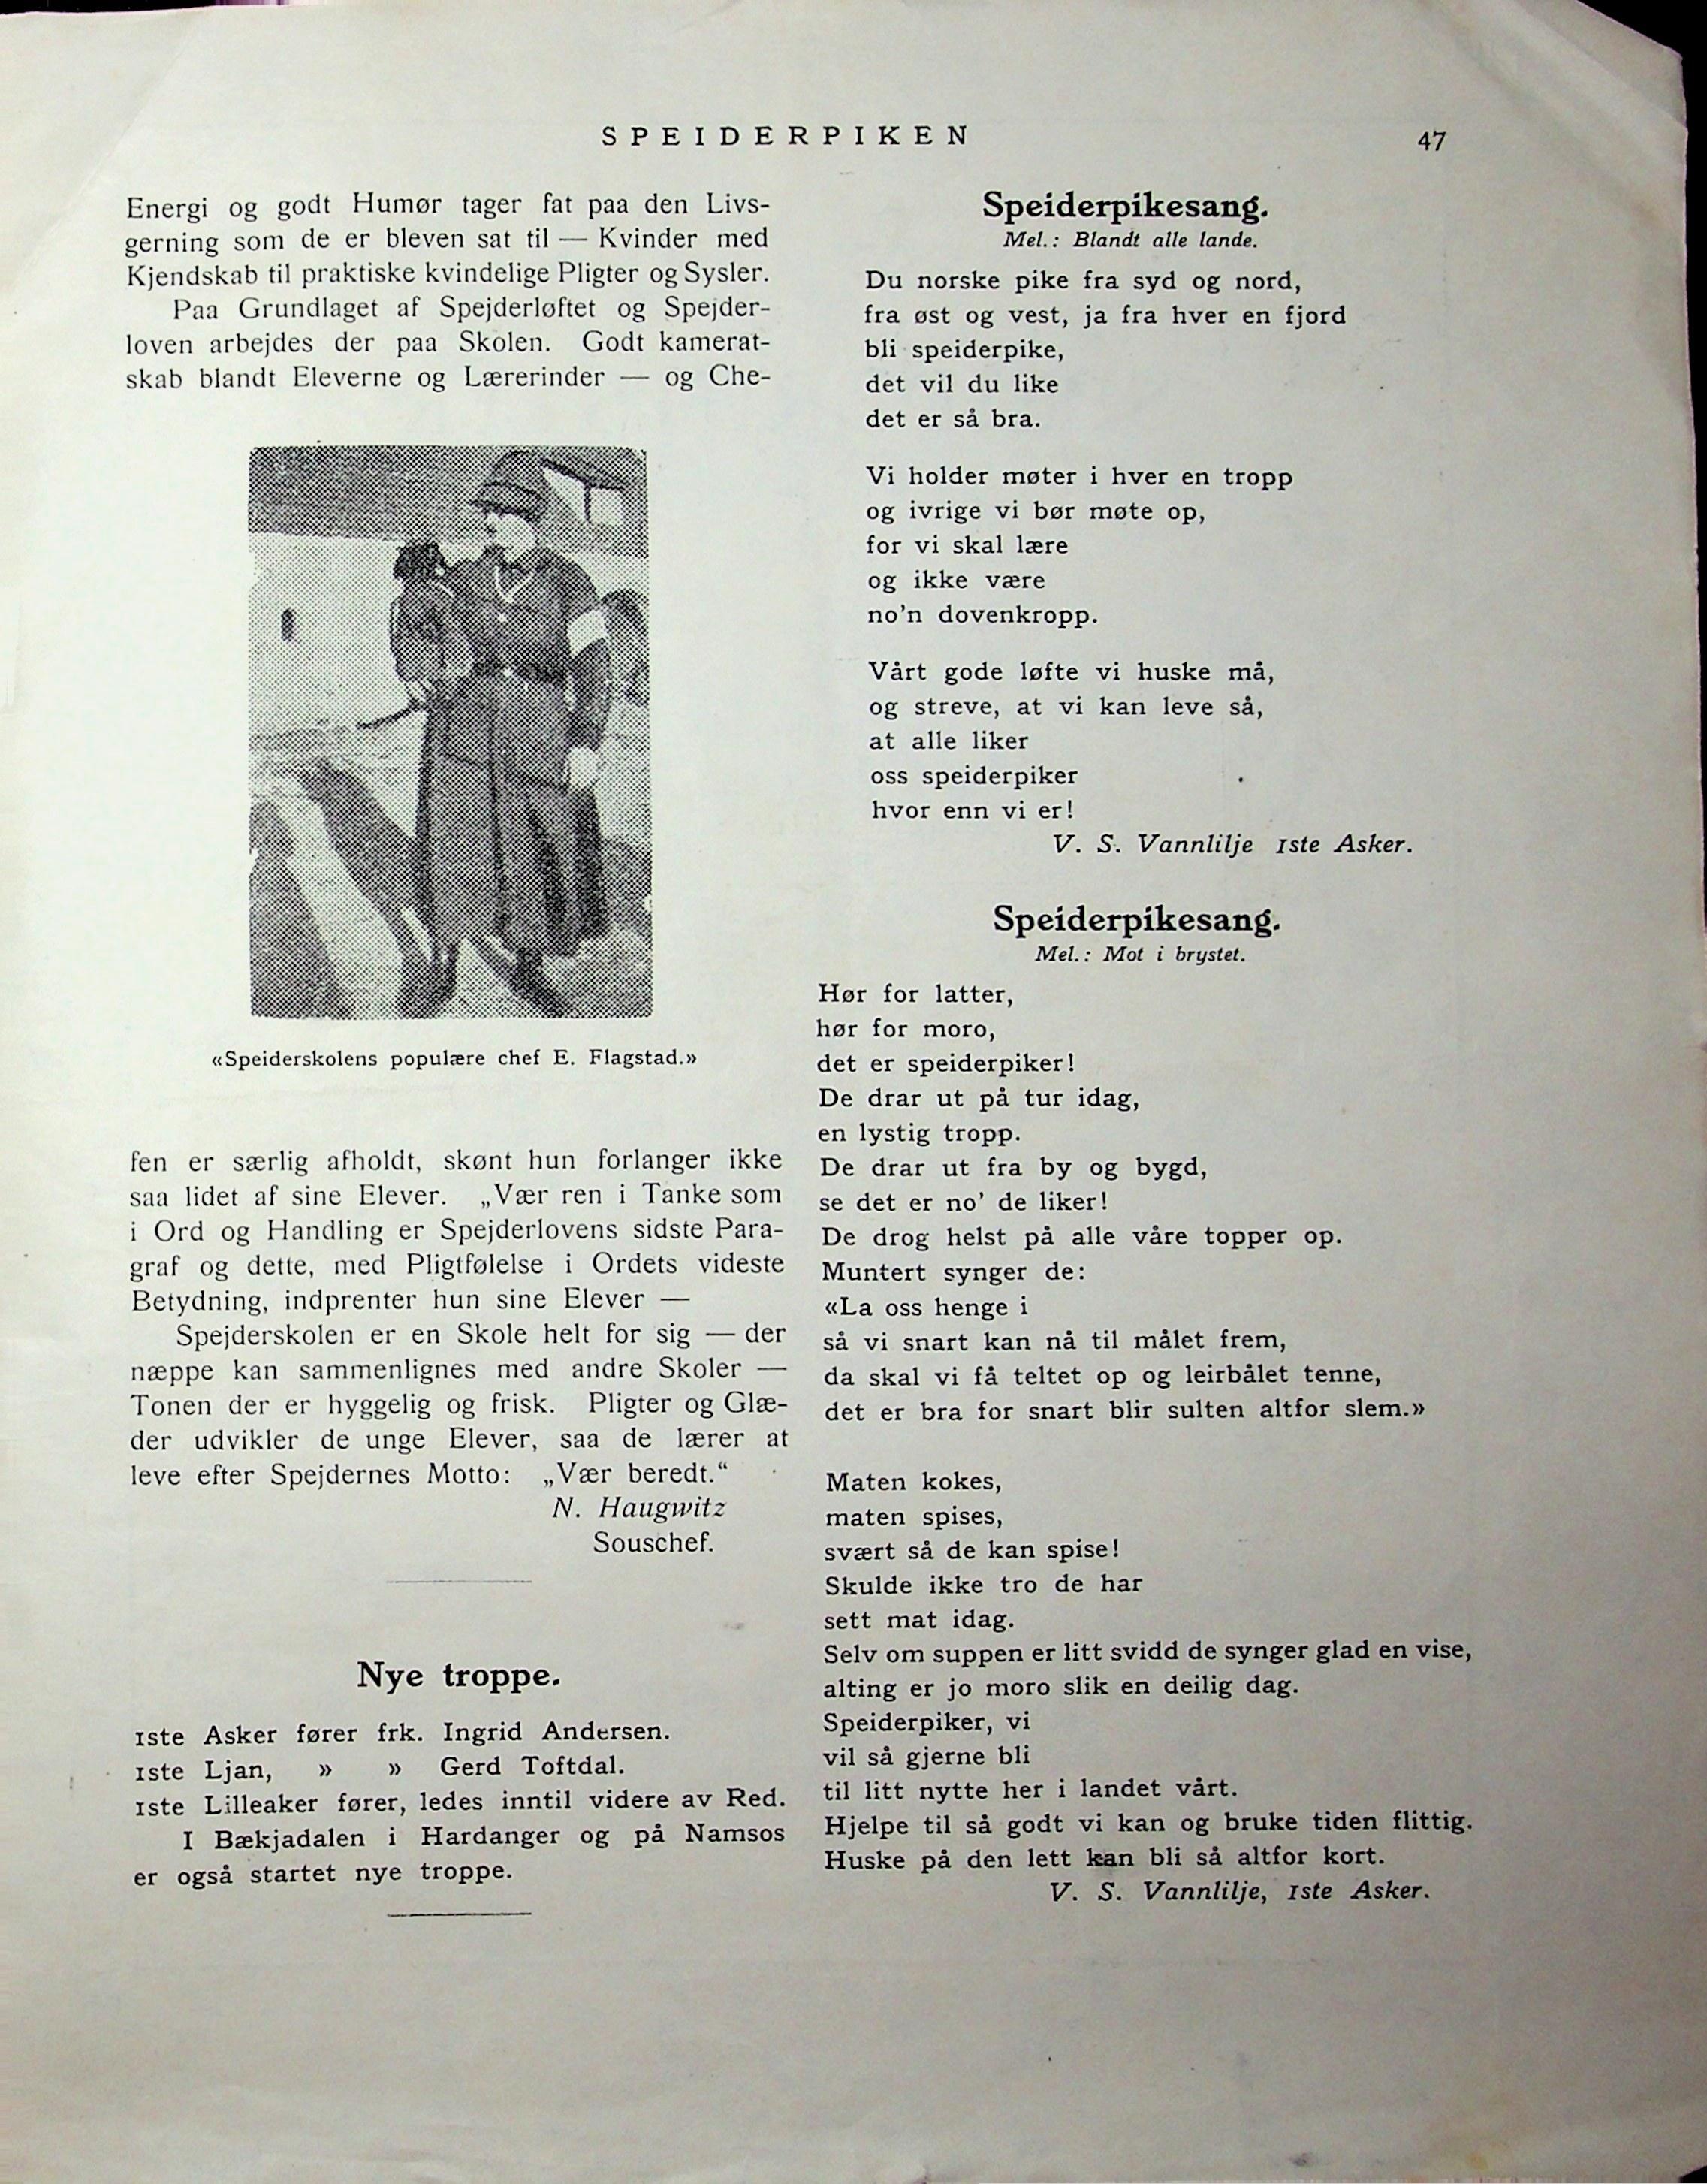 SPEIDERPIKEN
47
Energi og godt Humør tager fat paa den Livs-
gerning som de er bleven sat til — Kvinder med
Kjendskab til praktiske kvindelige Pligter og Sysler.
Paa Grundlaget af Spejderløftet og Spejder-
loven arbejdes der paa Skolen. Godt kamerat-
skab blandt Eleverne og Lærerinder — og Che-
«Speiderskolens populære chef E. Flagstad.»
fen er særlig afholdt, skønt hun forlanger ikke
saa lidet af sine Elever. „Vær ren i Tanke som
i Ord og Handling er Spejderlovens sidste Para-
graf og dette, med Pligtfølelse i Ordets videste
Betydning, indprenter hun sine Elever —
Spejderskolen er en Skole helt for sig — der
næppe kan sammenlignes med andre Skoler —
Tonen der er hyggelig og frisk. Pligter og Glæ-
der udvikler de unge Elever, saa de lærer at
leve efter Spejdernes Motto: „Vær beredt.“
N. Haugwitz
Souschef.
Nye troppe.
1ste Asker fører frk. Ingrid Andersen.
1ste Ljan, » » Gerd Toftdal.
1ste Lilleaker fører, ledes inntil videre av Red.
I Bækjadalen i Hardanger og på Namsos
er også startet nye troppe.
Speiderpikesang.
Mel.: Blandt alle lande.
Du norske pike fra syd og nord,
fra øst og vest, ja fra hver en fjord
bli speiderpike,
det vil du like
det er så bra.
Vi holder møter i hver en tropp
og ivrige vi bør møte op,
for vi skal lære
og ikke være
no'n dovenkropp.
Vårt gode løfte vi huske må,
og streve, at vi kan leve så,
at alle liker
oss speiderpiker
hvor enn vi er!
V. S. Vannlilje 1ste Asker.
Speiderpikesang.
Mel.: Mot i brystet.
Hør for latter,
hør for moro,
det er speiderpiker!
De drar ut på tur idag,
en lystig tropp.
De drar ut fra by og bygd,
se det er no' de liker!
De drog helst på alle våre topper op.
Muntert synger de:
«La oss henge i
så vi snart kan nå til målet frem,
da skal vi få teltet op og leirbålet tenne,
det er bra for snart blir sulten altfor slem.»
Maten kokes,
maten spises,
svært så de kan spise!
Skulde ikke tro de har
sett mat idag.
Selv om suppen er litt svidd de synger glad en vise,
alting er jo moro slik en deilig dag.
Speiderpiker, vi
vil så gjerne bli
til litt nytte her i landet vårt.
Hjelpe til så godt vi kan og bruke tiden flittig.
Huske på den lett kan bli så altfor kort.
V. S. Vannlilje, 1ste Asker.